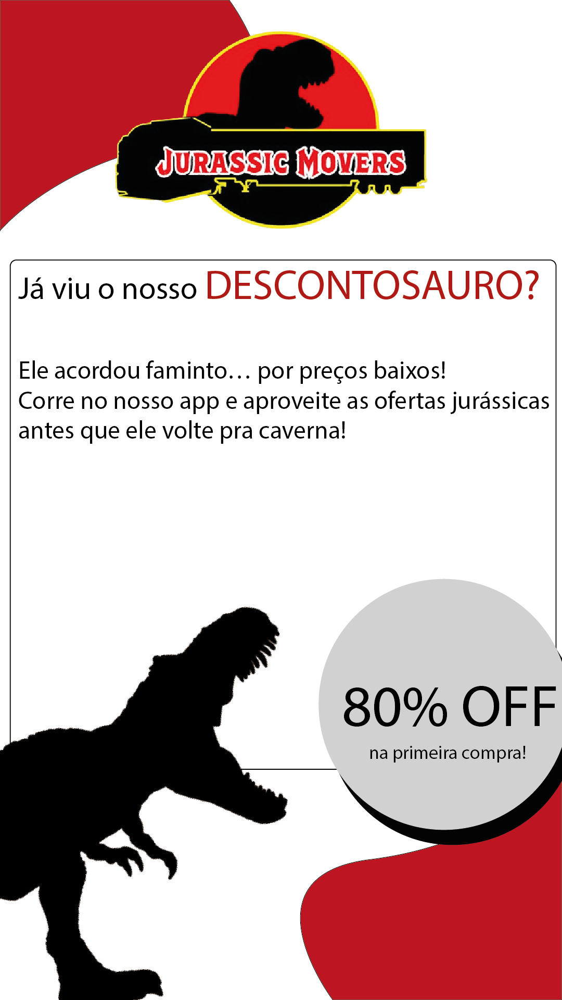 JURASSIC MOVERS
Já viu o nosso DESCONTOSAURO?
Ele acordou faminto... por preços baixos!
Corre no nosso app e aproveite as ofertas jurássicas
antes que ele volte pra caverna!
80% OFF
na primeira compra!